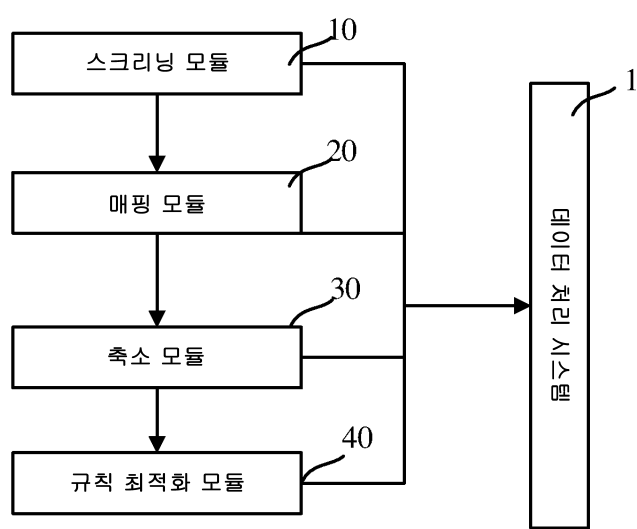 10
스크리닝 모듈
20
매핑 모듈
30
축소 모듈
40
규칙 최적화 모듈
1
데이터 처리 시스템